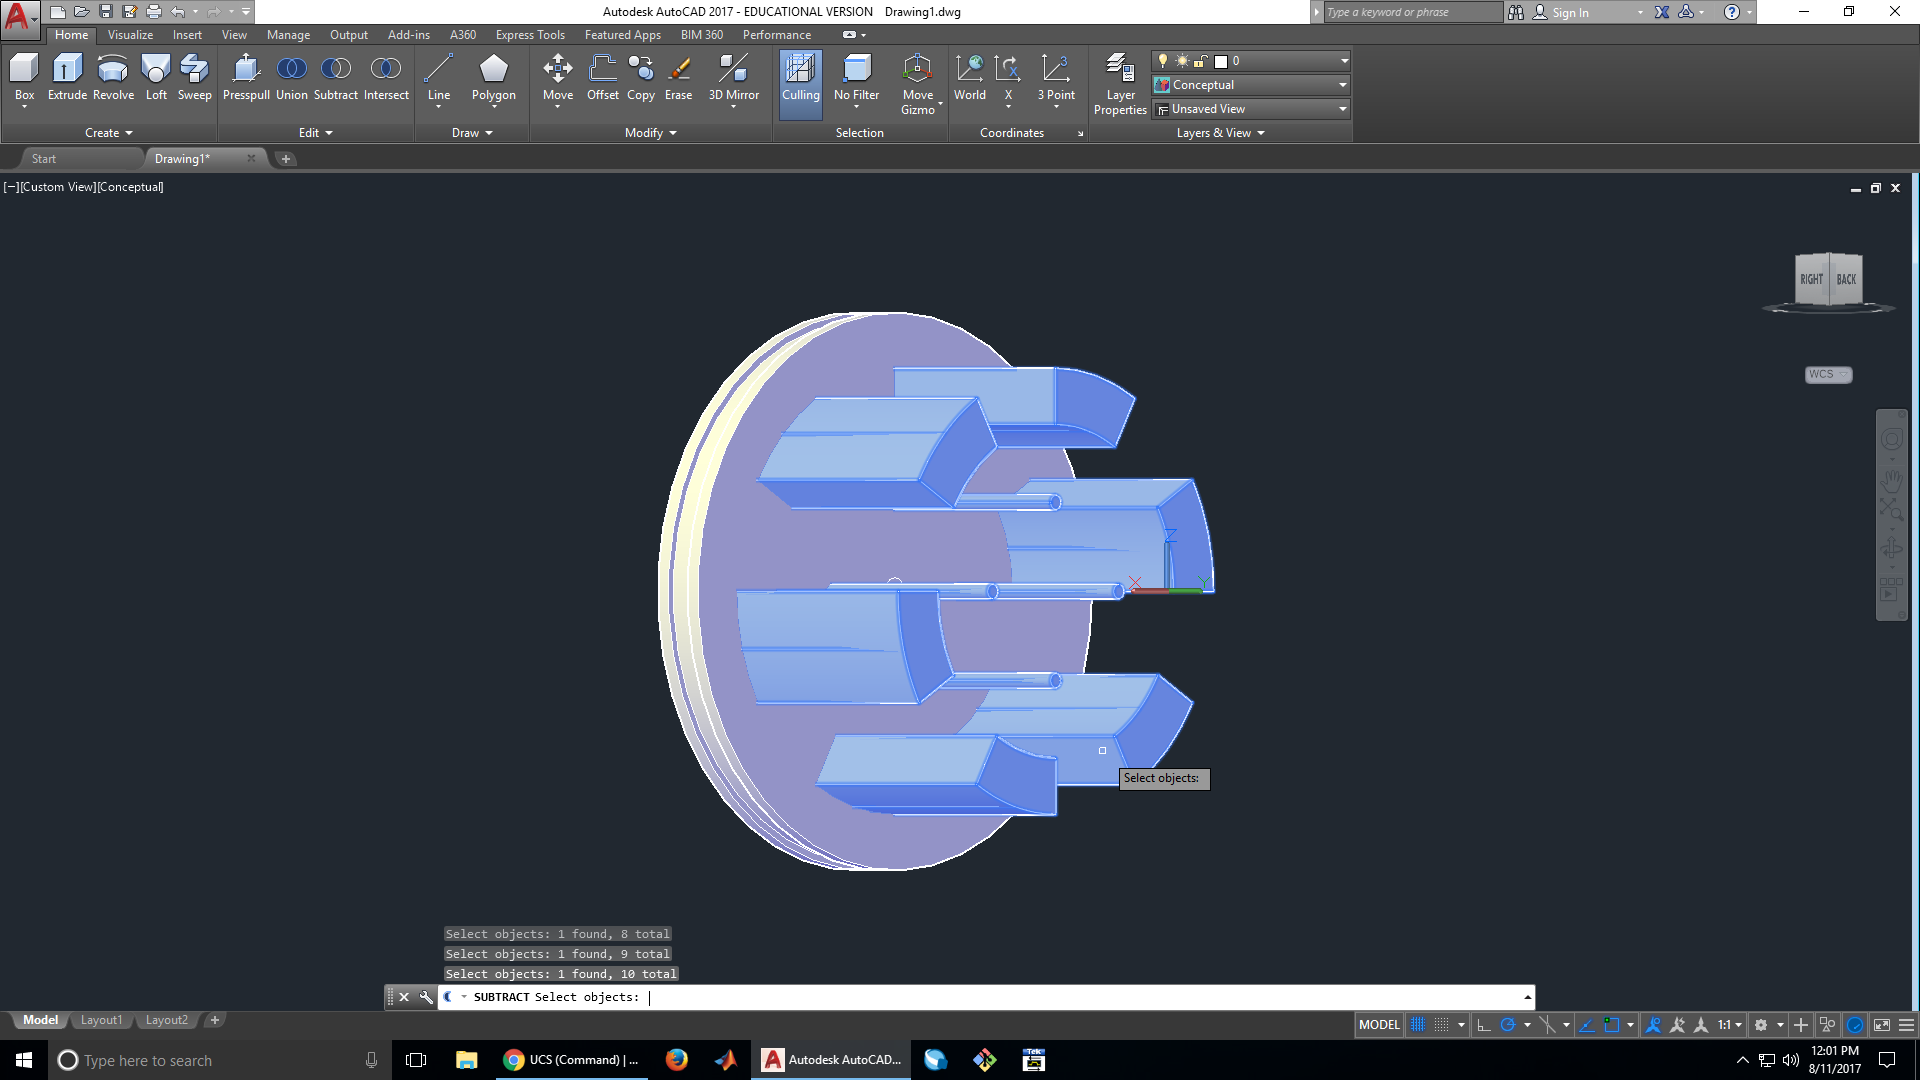 Autodesk AutoCAD 2017 - EDUCATIONAL VERSION Drawing1.dwg
Type a keyword or phrase
Sign In
Home Visualize Insert View Manage Output Add-ins A360 Express Tools Featured Apps BIM 360 Performance
Box Extrude Revolve Loft Sweep Presspull Union Subtract Intersect Line Polygon Move Offset Copy Erase 3D Mirror Culling No Filter Move Gizmo World X 3 Point Layer Properties
0
Conceptual
Unsaved View
Create Edit Draw Modify Selection Coordinates Layers & View
Start Drawing1*
[−][Custom View][Conceptual]
RIGHT BACK
WCS
Z
X Y
Select objects:
Select objects: 1 found, 8 total
Select objects: 1 found, 9 total
Select objects: 1 found, 10 total
SUBTRACT Select objects:
Model Layout1 Layout2
MODEL 1:1
Type here to search
UCS (Command) | ...
Autodesk AutoCAD...
Tek
12:01 PM
8/11/2017